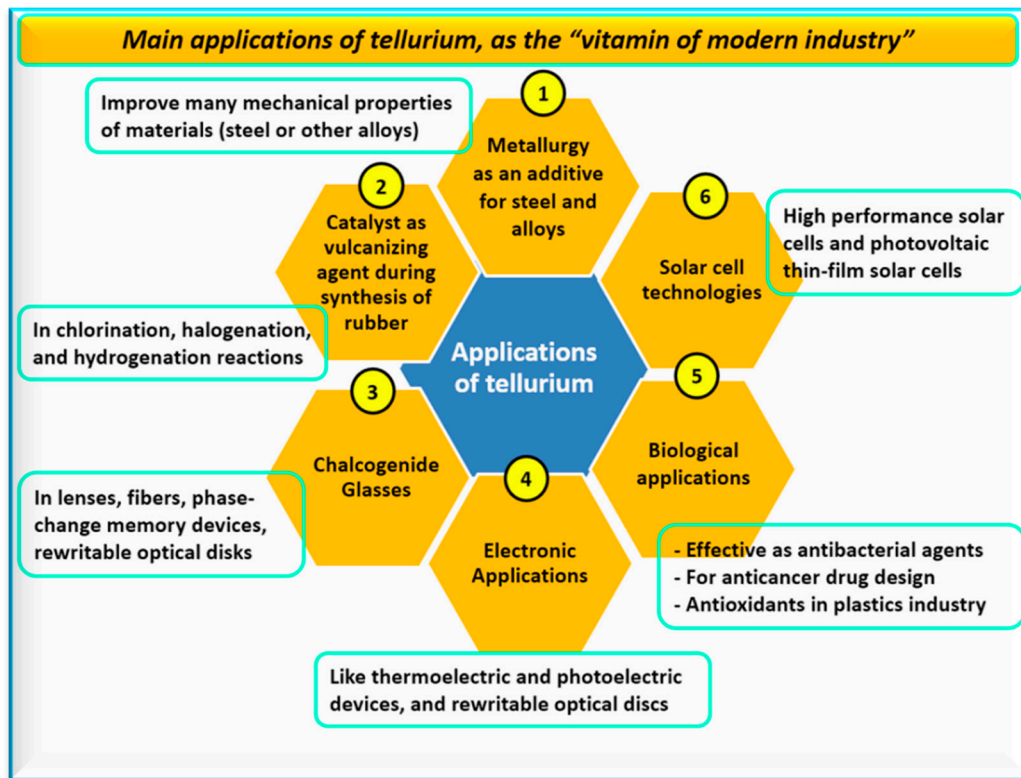 Main applications of tellurium, as the “vitamin of modern industry”
1
Metallurgy
as an additive
for steel and
alloys
Improve many mechanical properties
of materials (steel or other alloys)
2
Catalyst as
vulcanizing
agent during
synthesis of
rubber
In chlorination, halogenation,
and hydrogenation reactions
3
Chalcogenide
Glasses
In lenses, fibers, phase-
change memory devices,
rewritable optical disks
4
Electronic
Applications
Like thermoelectric and photoelectric
devices, and rewritable optical discs
5
Biological
applications
- Effective as antibacterial agents
- For anticancer drug design
- Antioxidants in plastics industry
6
Solar cell
technologies
High performance solar
cells and photovoltaic
thin-film solar cells
Applications
of tellurium